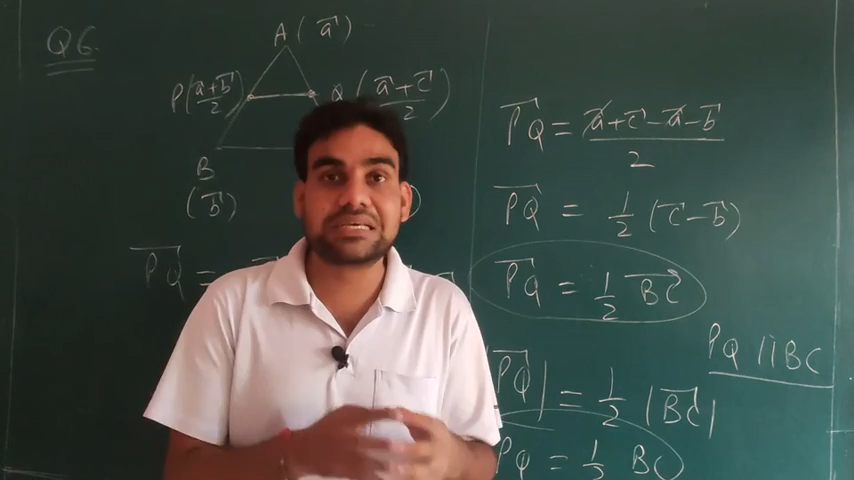 Q6.
A (a⃗)
P(a⃗+b⃗/2) Q (a⃗+c⃗/2)
B
(b⃗)
PQ⃗ =
PQ⃗ = a⃗+c⃗-a⃗-b⃗/2
PQ⃗ = 1/2 (c⃗-b⃗)
PQ⃗ = 1/2 BC⃗
PQ || BC
|PQ⃗| = 1/2 |BC⃗|
PQ = 1/2 BC